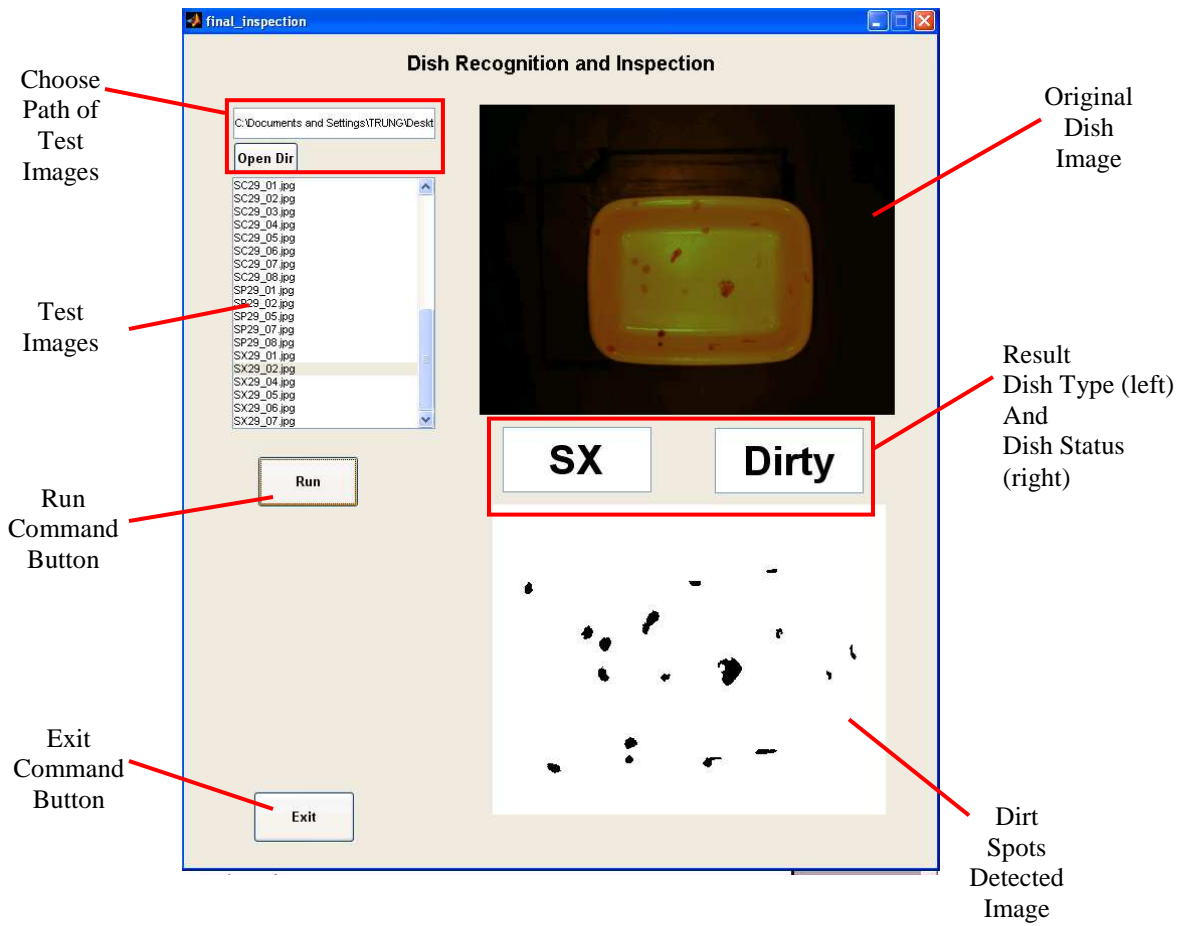 final_inspection
Dish Recognition and Inspection
Choose
Path of
Test
Images
C:\Documents and Settings\TRUNG\Deskt
Open Dir
Original
Dish
Image
SC29_01.jpg
SC29_02.jpg
SC29_03.jpg
SC29_04.jpg
SC29_05.jpg
SC29_06.jpg
SC29_07.jpg
SC29_08.jpg
SP29_01.jpg
SP29_02.jpg
SP29_05.jpg
SP29_07.jpg
SP29_08.jpg
SX29_01.jpg
SX29_02.jpg
SX29_04.jpg
SX29_05.jpg
SX29_06.jpg
SX29_07.jpg
Test
Images
Result
Dish Type (left)
And
Dish Status
(right)
SX
Dirty
Run
Run
Command
Button
Exit
Command
Button
Exit
Dirt
Spots
Detected
Image